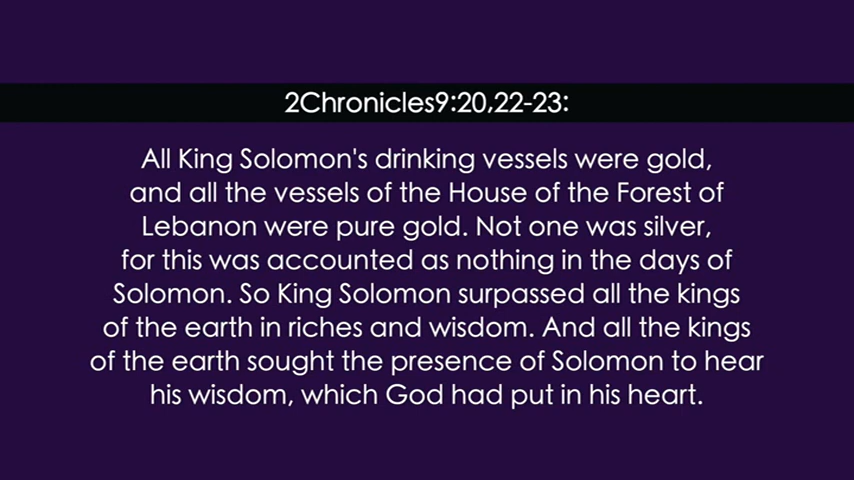 2Chronicles9:20,22-23:
All King Solomon's drinking vessels were gold,
and all the vessels of the House of the Forest of
Lebanon were pure gold. Not one was silver,
for this was accounted as nothing in the days of
Solomon. So King Solomon surpassed all the kings
of the earth in riches and wisdom. And all the kings
of the earth sought the presence of Solomon to hear
his wisdom, which God had put in his heart.